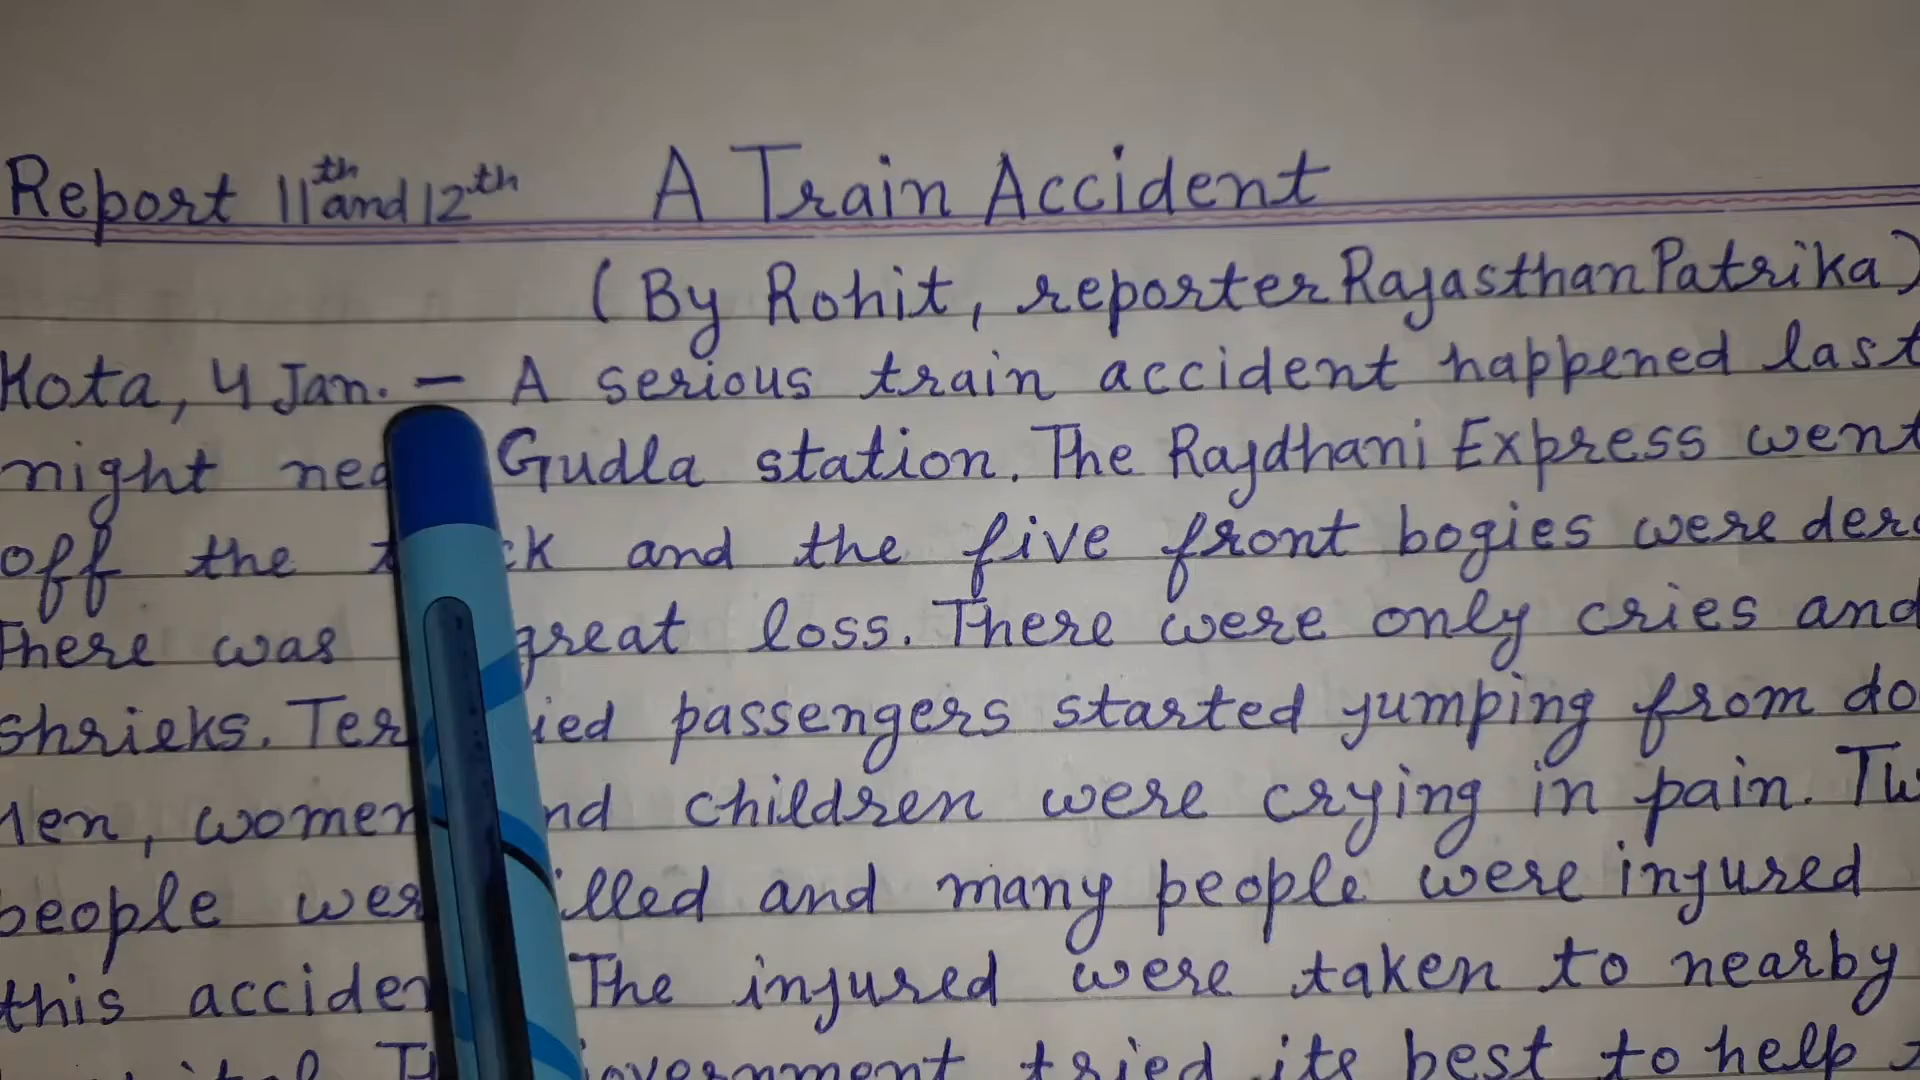 Report 11th and 12th A Train Accident
(By Rohit, reporter Rajasthan Patrika)
Kota, 4 Jan. – A serious train accident happened last
night Gudla station. The Rajdhani Express went
off the and the five front bogies were
There was great loss. There were only cries and
shrieks. passengers started jumping from
women children were crying in pain.
people and many people were injured
this The injured were taken to nearby
tried its best to help